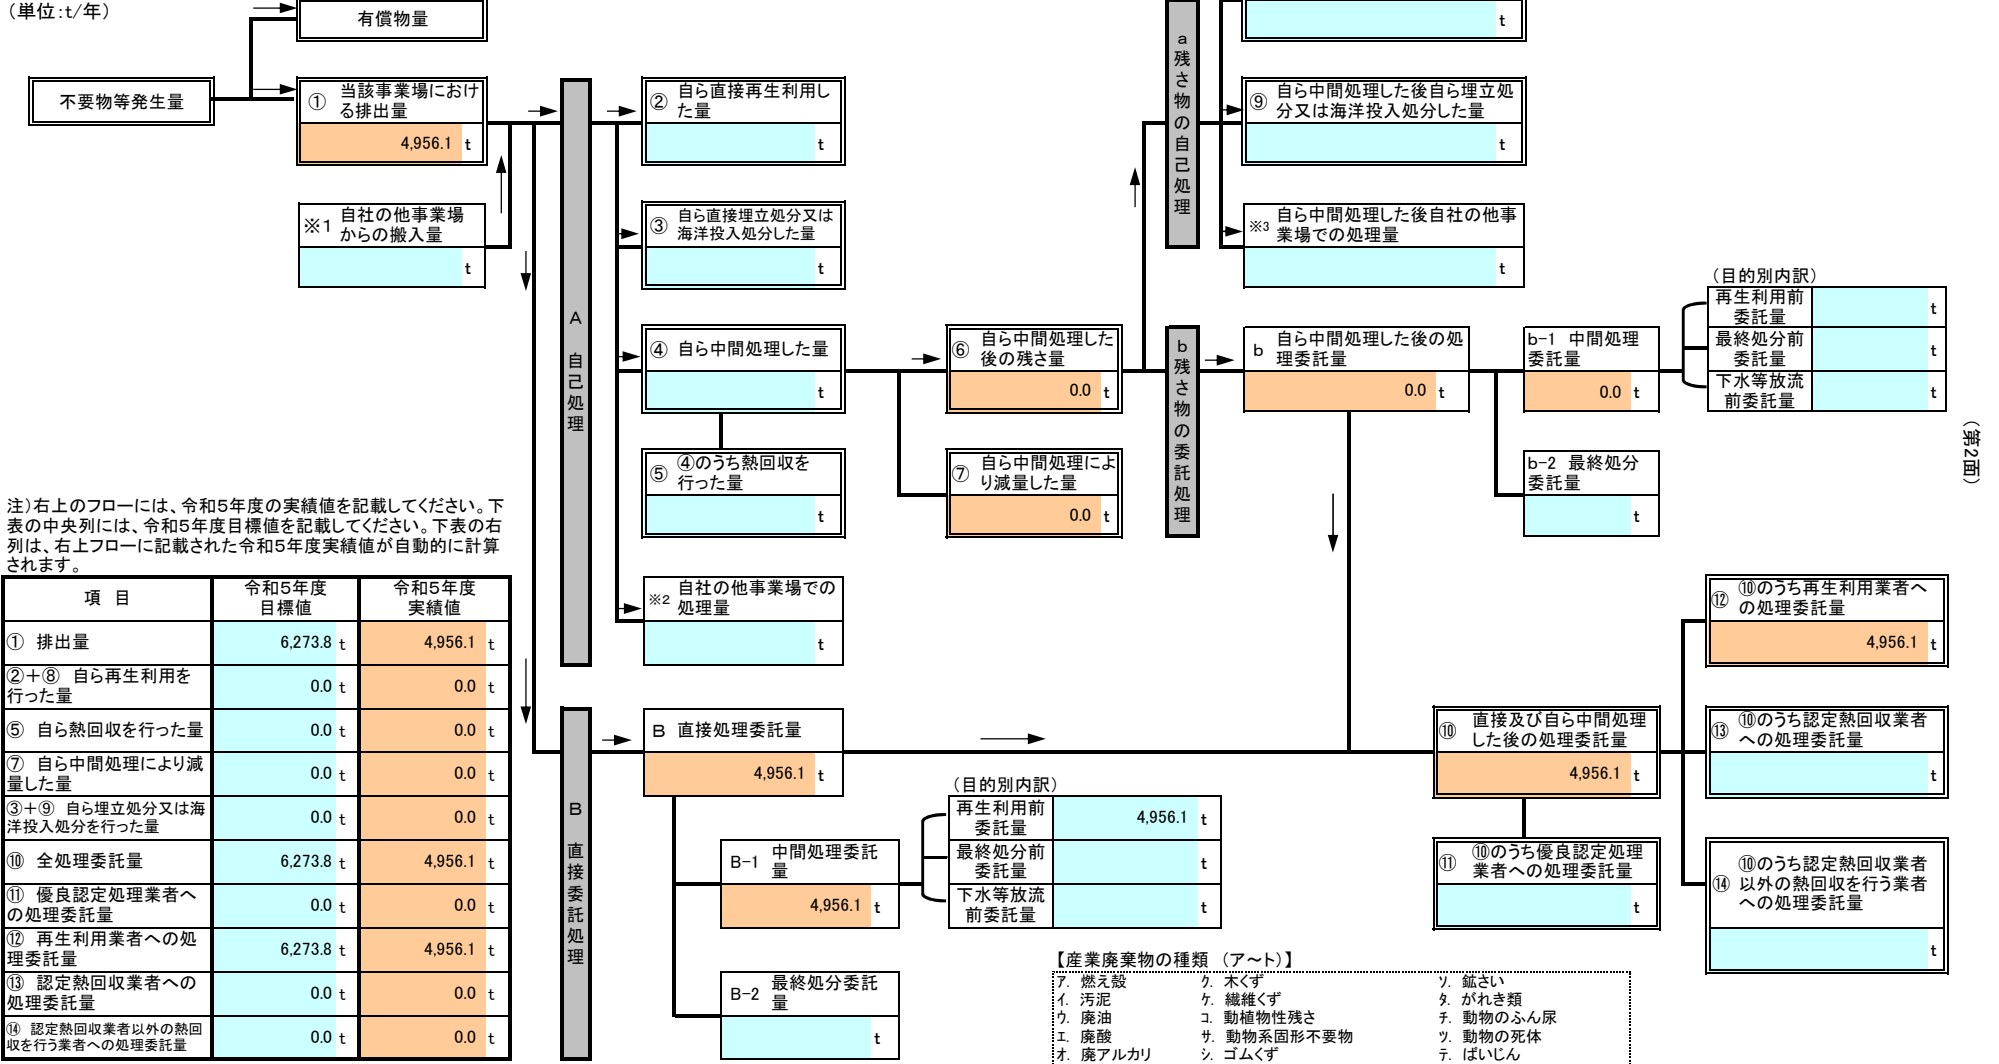 （単位:t/年）
有償物量
不要物等発生量
① 当該事業場におけ
る排出量
4,956.1 t
※1 自社の他事業場
からの搬入量
t
A 自己処理
② 自ら直接再生利用し
た量
t
③ 自ら直接埋立処分又は
海洋投入処分した量
t
④ 自ら中間処理した量
t
⑤ ④のうち熱回収を
行った量
t
※2 自社の他事業場での
処理量
t
⑥ 自ら中間処理した
後の残さ量
0.0 t
⑦ 自ら中間処理によ
り減量した量
0.0 t
a残さ物の自己処理
t
⑨ 自ら中間処理した後自ら埋立処
分又は海洋投入処分した量
t
※3 自ら中間処理した後自社の他事
業場での処理量
t
b残さ物の委託処理
b 自ら中間処理した後の処
理委託量
0.0 t
b-1 中間処理
委託量
0.0 t
b-2 最終処分
委託量
t
（目的別内訳）
再生利用前
委託量
t
最終処分前
委託量
t
下水等放流
前委託量
t
（第2面）
注）右上のフローには、令和5年度の実績値を記載してください。下
表の中央列には、令和5年度目標値を記載してください。下表の右
列は、右上フローに記載された令和5年度実績値が自動的に計算
されます。
項 目 令和5年度
目標値 令和5年度
実績値
① 排出量 6,273.8 t 4,956.1 t
②＋⑧ 自ら再生利用を
行った量 0.0 t 0.0 t
⑤ 自ら熱回収を行った量 0.0 t 0.0 t
⑦ 自ら中間処理により減
量した量 0.0 t 0.0 t
③＋⑨ 自ら埋立処分又は海
洋投入処分を行った量 0.0 t 0.0 t
⑩ 全処理委託量 6,273.8 t 4,956.1 t
⑪ 優良認定処理業者へ
の処理委託量 0.0 t 0.0 t
⑫ 再生利用業者への処
理委託量 6,273.8 t 4,956.1 t
⑬ 認定熱回収業者への
処理委託量 0.0 t 0.0 t
⑭ 認定熱回収業者以外の熱回
収を行う業者への処理委託量 0.0 t 0.0 t
B 直接委託処理
B 直接処理委託量
4,956.1 t
B-1 中間処理委託
量
4,956.1 t
B-2 最終処分委託
量
t
（目的別内訳）
再生利用前
委託量
4,956.1 t
最終処分前
委託量
t
下水等放流
前委託量
t
⑩ 直接及び自ら中間処理
した後の処理委託量
4,956.1 t
⑪ ⑩のうち優良認定処理
業者への処理委託量
t
⑫ ⑩のうち再生利用業者へ
の処理委託量
4,956.1 t
⑬ ⑩のうち認定熱回収業者
への処理委託量
t
⑭ ⑩のうち認定熱回収業者
以外の熱回収を行う業者
への処理委託量
t
【産業廃棄物の種類 （ア～ト）】
ア. 燃え殻 ク. 木くず ソ. 鉱さい
イ. 汚泥 ケ. 繊維くず タ. がれき類
ウ. 廃油 コ. 動植物性残さ チ. 動物のふん尿
エ. 廃酸 サ. 動物系固形不要物 ツ. 動物の死体
オ. 廃アルカリ シ. ゴムくず テ. ばいじん